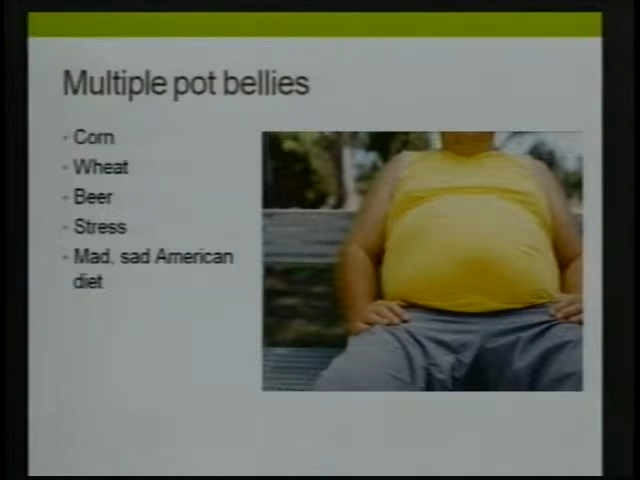 Multiple pot bellies
• Corn
• Wheat
• Beer
• Stress
• Mad, sad American
diet